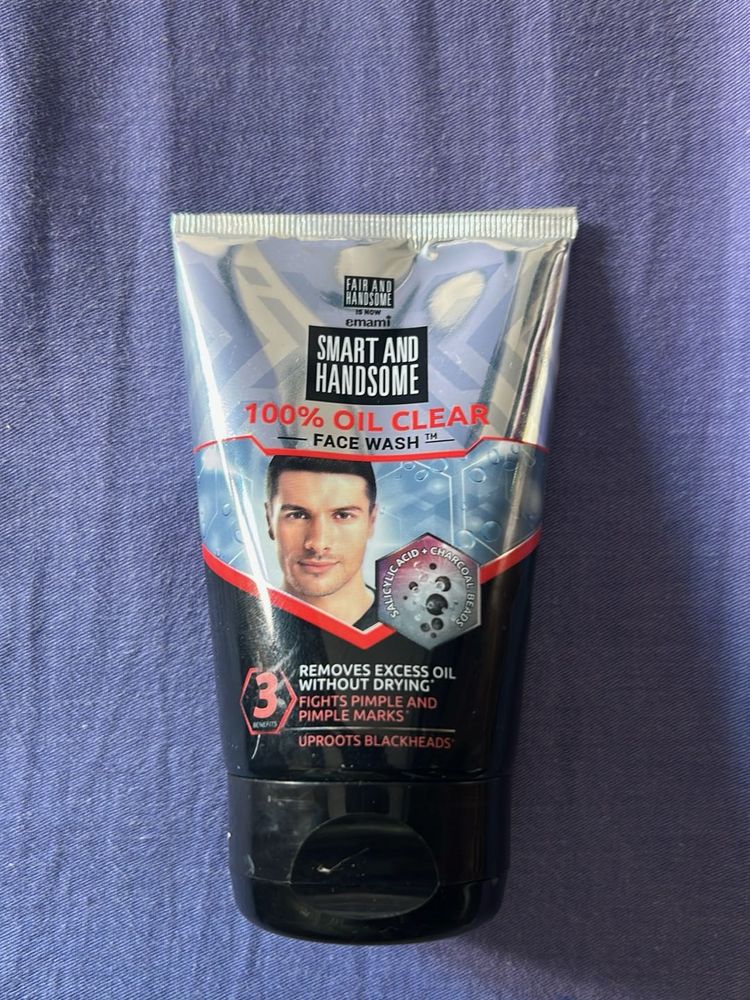 FAIR AND
HANDSOME
IS NOW
emami
SMART AND
HANDSOME
100% OIL CLEAR
FACE WASH™
SALICYLIC ACID + CHARCOAL BEADS
3
BENEFITS
REMOVES EXCESS OIL
WITHOUT DRYING*
FIGHTS PIMPLE AND
PIMPLE MARKS*
UPROOTS BLACKHEADS*